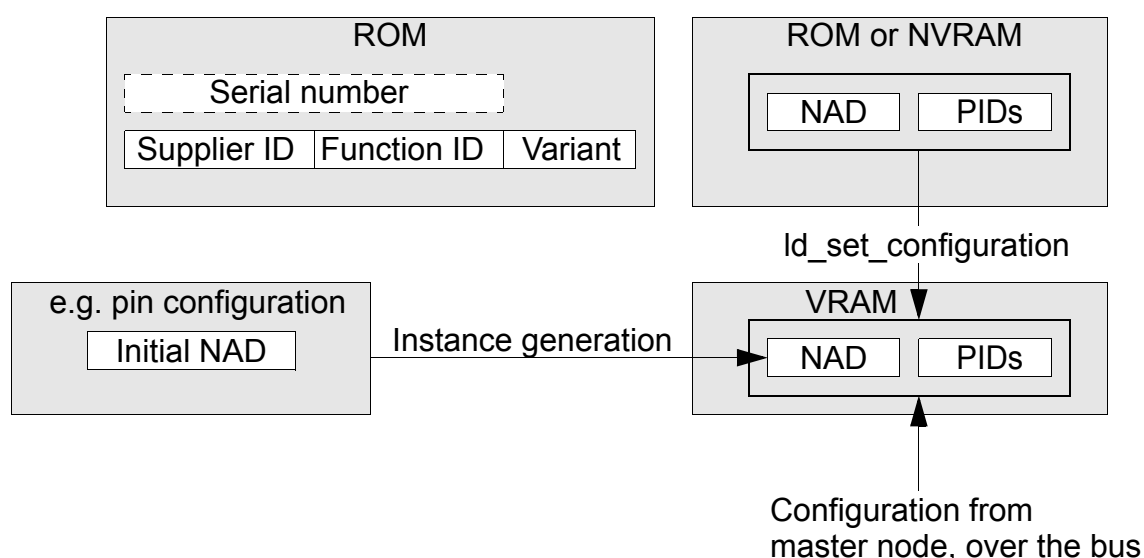 ROM
Serial number
Supplier ID Function ID Variant
ROM or NVRAM
NAD PIDs
ld_set_configuration
e.g. pin configuration
Initial NAD
Instance generation
VRAM
NAD PIDs
Configuration from
master node, over the bus